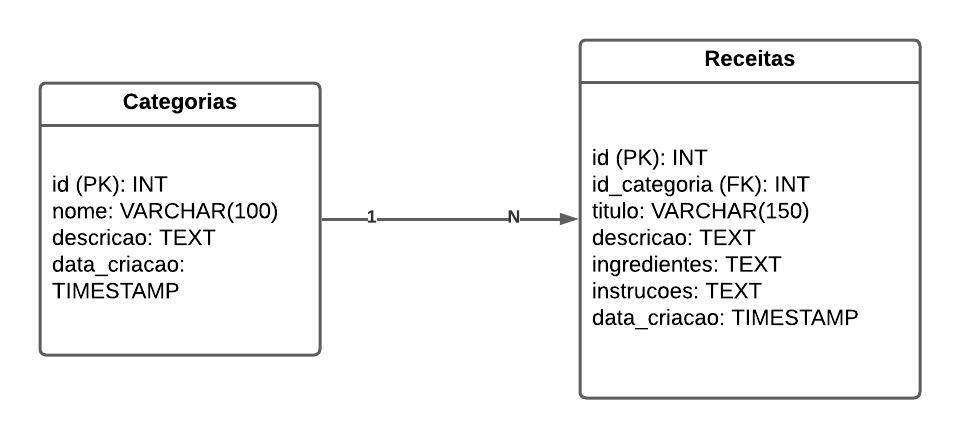 Categorias
id (PK): INT
nome: VARCHAR(100)
descricao: TEXT
data_criacao:
TIMESTAMP
1
N
Receitas
id (PK): INT
id_categoria (FK): INT
titulo: VARCHAR(150)
descricao: TEXT
ingredientes: TEXT
instrucoes: TEXT
data_criacao: TIMESTAMP